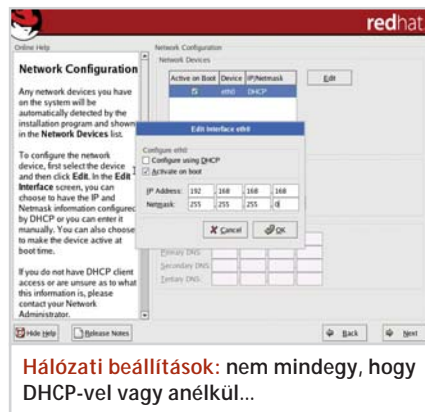 redhat.
Online Help
Network Configuration
Network Configuration
Any network devices you have
on the system will be
automatically detected by the
installation program and shown
in the Network Devices list.
To configure the network
device, first select the device
and then click Edit. In the Edit
Interface screen, you can
choose to have the IP and
Netmask information configured
by DHCP or you can enter it
manually. You can also choose
to make the device active at
boot time.
If you do not have DHCP client
access or are unsure as to what
this information is, please
contact your Network
Administrator.
Network Devices
Active on Boot Device IP/Netmask
eth0 DHCP
Edit
Edit Interface eth0
Configure eth0
Configure using DHCP
Activate on boot
IP Address: 192 . 168 . 168 . 168
Netmask: 255 . 255 . 255 . 0
Cancel OK
Primary DNS:
Secondary DNS:
Tertiary DNS:
Hide Help Release Notes Back Next
Hálózati beállítások: nem mindegy, hogy
DHCP-vel vagy anélkül...